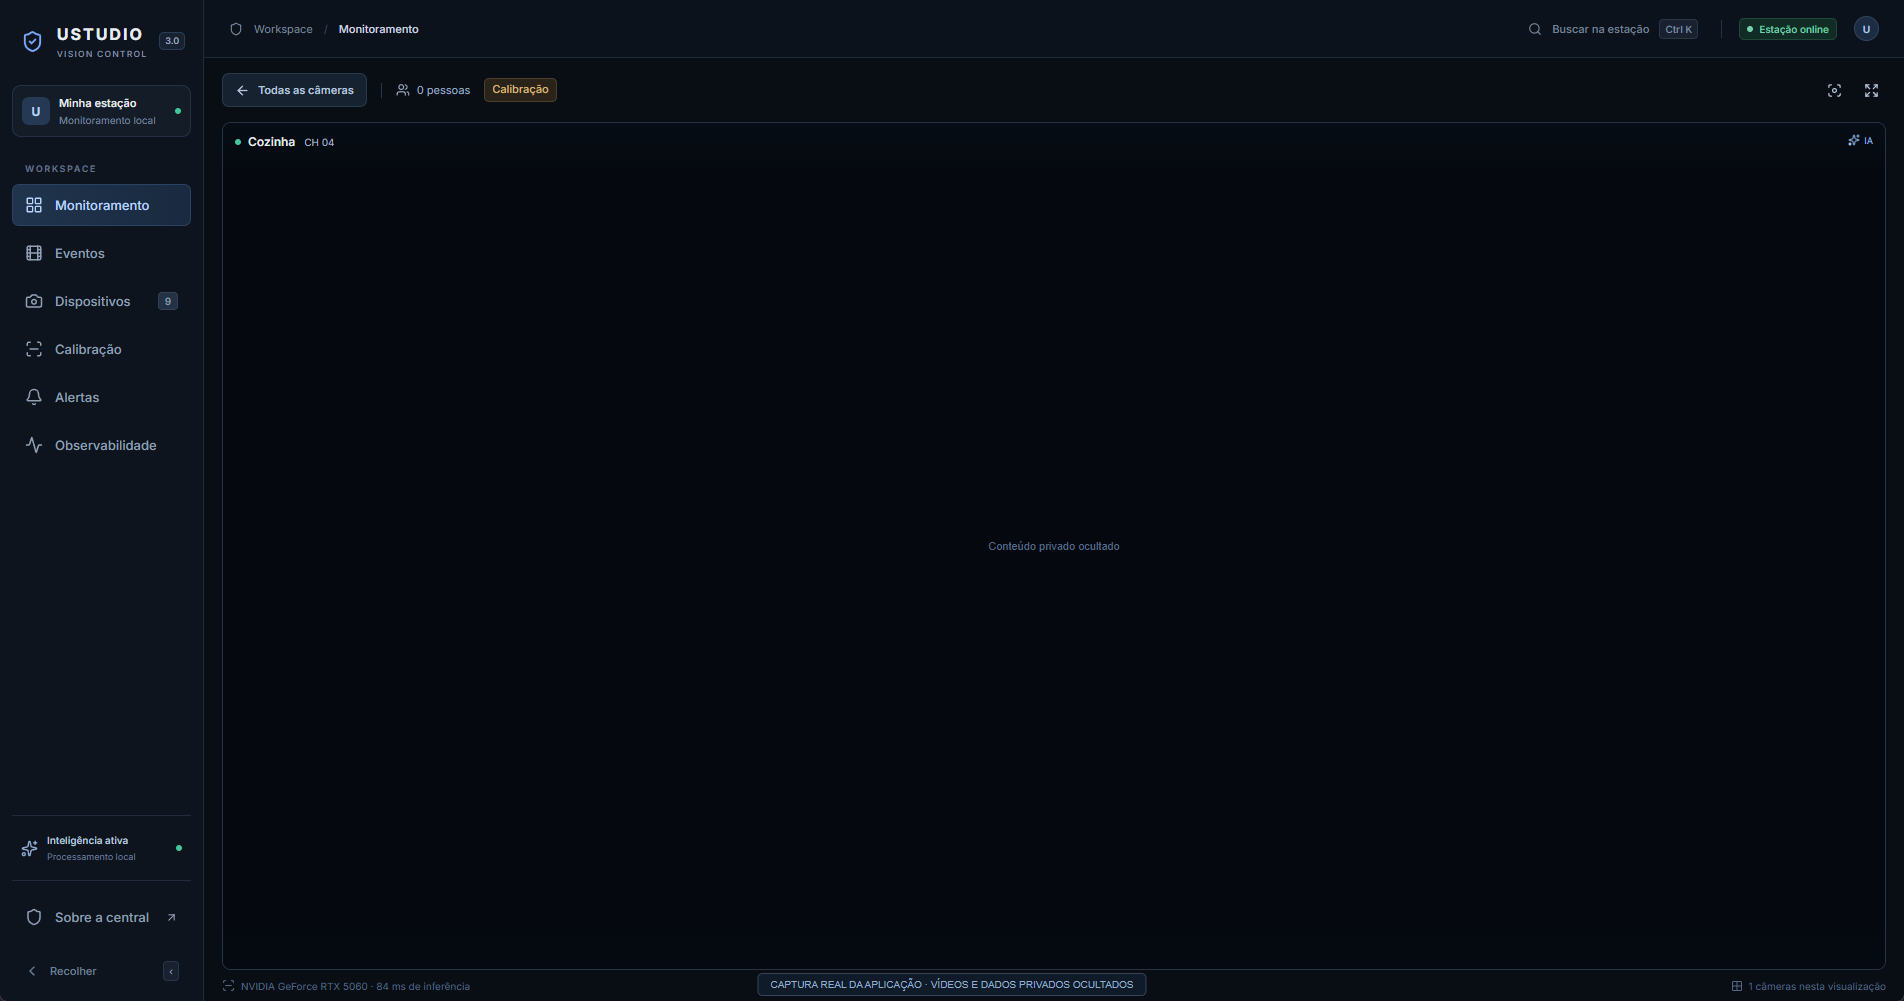 USTUDIO
VISION CONTROL
3.0
Minha estação
Monitoramento local
U
WORKSPACE
Monitoramento
Eventos
Dispositivos 9
Calibração
Alertas
Observabilidade
Inteligência ativa
Processamento local
Sobre a central
Recolher
Workspace / Monitoramento
Buscar na estação Ctrl K
Estação online
U
Todas as câmeras
0 pessoas
Calibração
Cozinha CH 04
IA
Conteúdo privado ocultado
NVIDIA GeForce RTX 5060 · 84 ms de inferência
CAPTURA REAL DA APLICAÇÃO · VÍDEOS E DADOS PRIVADOS OCULTADOS
1 câmeras nesta visualização